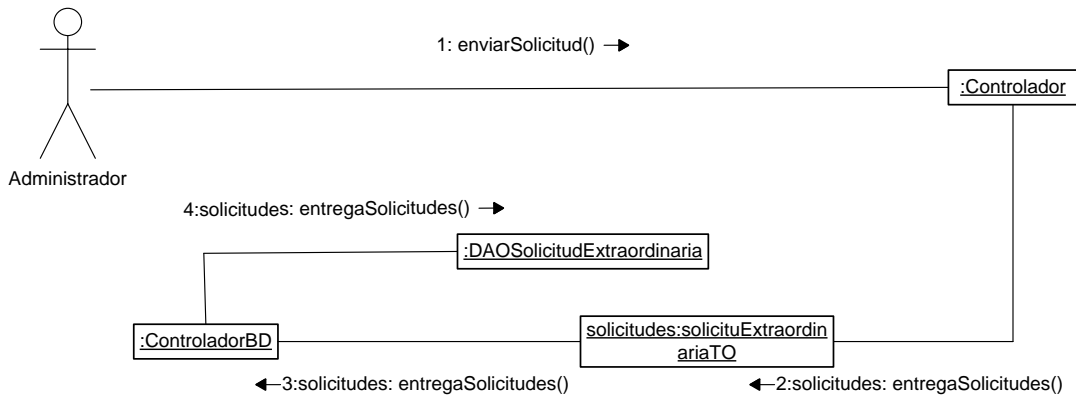 1: enviarSolicitud()
:Controlador
Administrador
4:solicitudes: entregaSolicitudes()
:DAOSolicitudExtraordinaria
:ControladorBD
solicitudes:solicituExtraordin
ariaTO
3:solicitudes: entregaSolicitudes()
2:solicitudes: entregaSolicitudes()